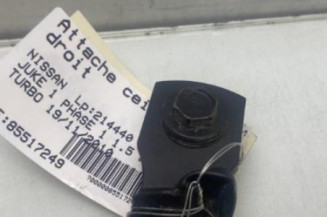 Attache cei
droit
Lp:214440
NISSAN
JUKE 1 PHASE 1 1.5
TURBO 19/11/2010
:85517249